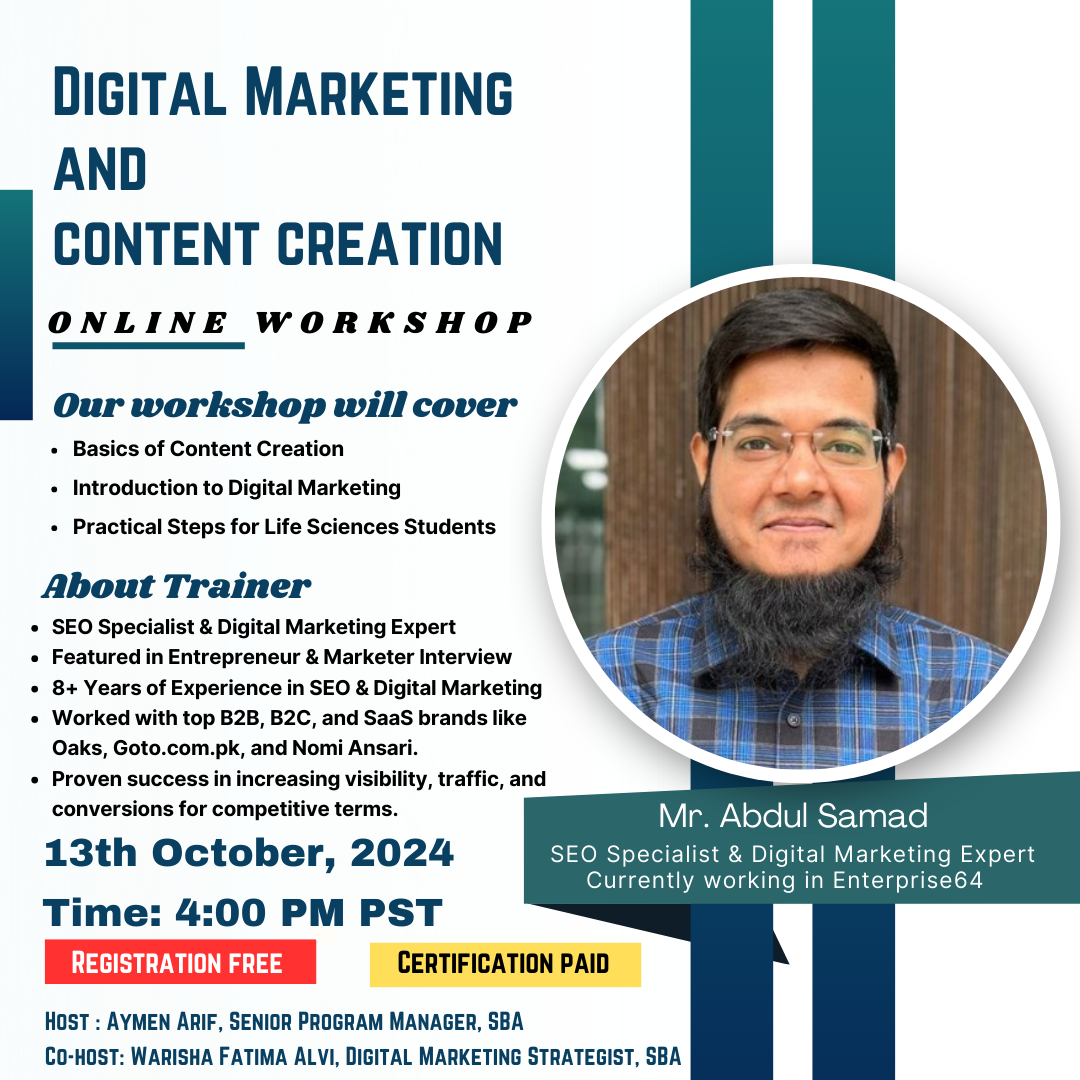 Digital Marketing
and
content creation
ONLINE WORKSHOP
Our workshop will cover
• Basics of Content Creation
• Introduction to Digital Marketing
• Practical Steps for Life Sciences Students
About Trainer
• SEO Specialist & Digital Marketing Expert
• Featured in Entrepreneur & Marketer Interview
• 8+ Years of Experience in SEO & Digital Marketing
• Worked with top B2B, B2C, and SaaS brands like
Oaks, Goto.com.pk, and Nomi Ansari.
• Proven success in increasing visibility, traffic, and
conversions for competitive terms.
Mr. Abdul Samad
SEO Specialist & Digital Marketing Expert
Currently working in Enterprise64
13th October, 2024
Time: 4:00 PM PST
Registration free
Certification paid
Host : Aymen Arif, Senior Program Manager, SBA
Co-host: Warisha Fatima Alvi, Digital Marketing Strategist, SBA